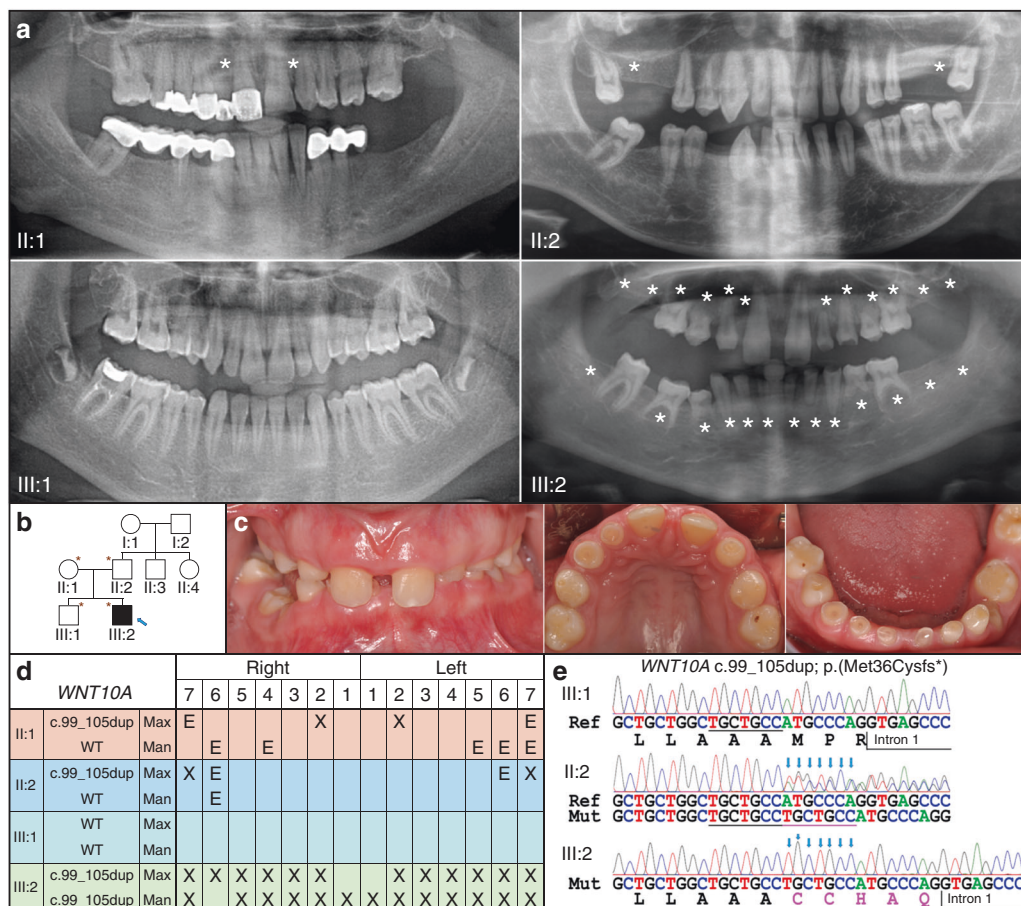 a
II:1
* *
II:2
* *
III:1
III:2
* * * * * * * * * * *
* * * * * * * * * * * * * *
b
I:1 I:2
* *
II:1 II:2 II:3 II:4
* *
III:1 III:2
c
d
WNT10A
Right Left
7 6 5 4 3 2 1 1 2 3 4 5 6 7
II:1 c.99_105dup Max E X X E
WT Man E E E E E
II:2 c.99_105dup Max X E E X
WT Man E
III:1 WT Max
WT Man
III:2 c.99_105dup Max X X X X X X X X X X X X
c.99_105dup Man X X X X X X X X X X X X
e
WNT10A c.99_105dup; p.(Met36Cysfs*)
III:1
Ref GCTGCTGGCTGCTGCCATGCCCAGGTGAGCCC
L L A A A M P R Intron 1
II:2
Ref GCTGCTGGCTGCTGCCATGCCCAGGTGAGCCC
Mut GCTGCTGGCTGCTGCCTGCTGCCATGCCCAGG
III:2
Mut GCTGCTGGCTGCTGCCTGCTGCCATGCCCAGGTGAGCCC
L L A A A C C H A Q Intron 1